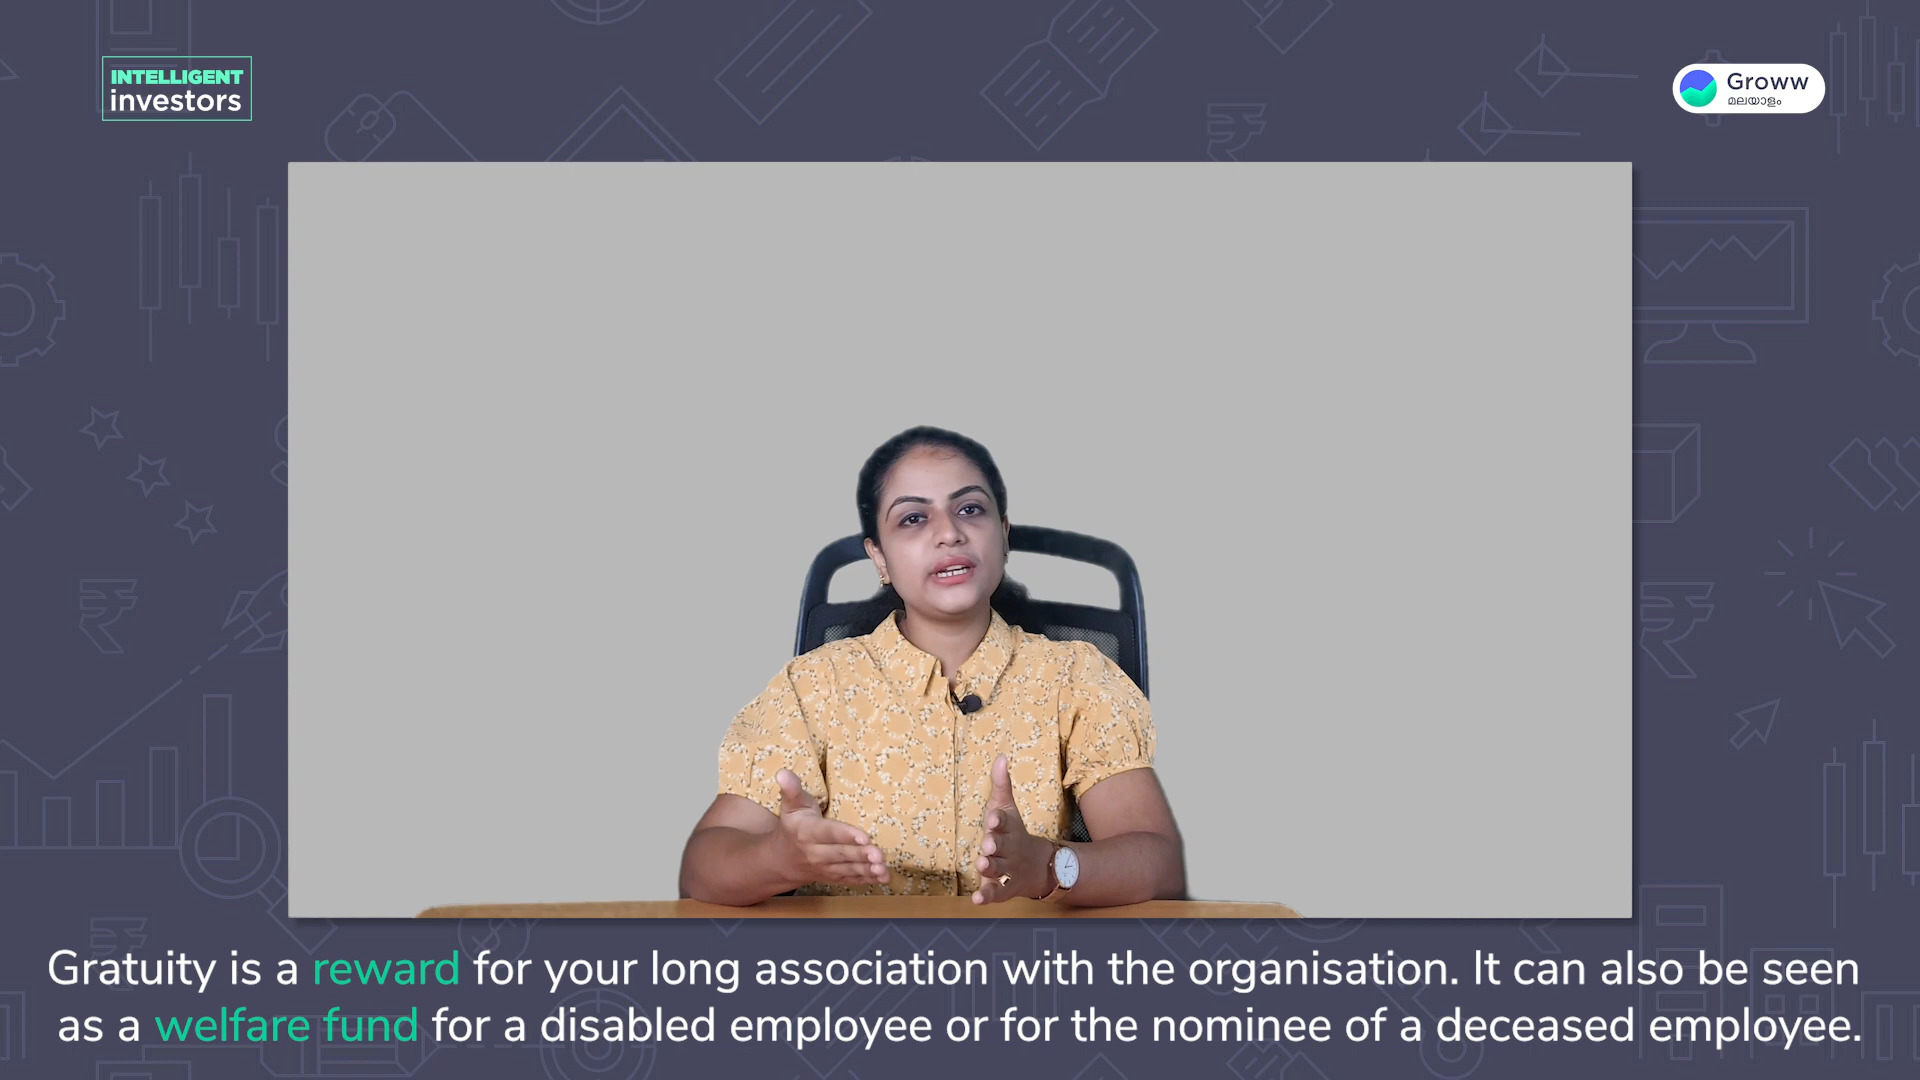 INTELLIGENT
investors
Groww
മലയാളം
Gratuity is a reward for your long association with the organisation. It can also be seen
as a welfare fund for a disabled employee or for the nominee of a deceased employee.